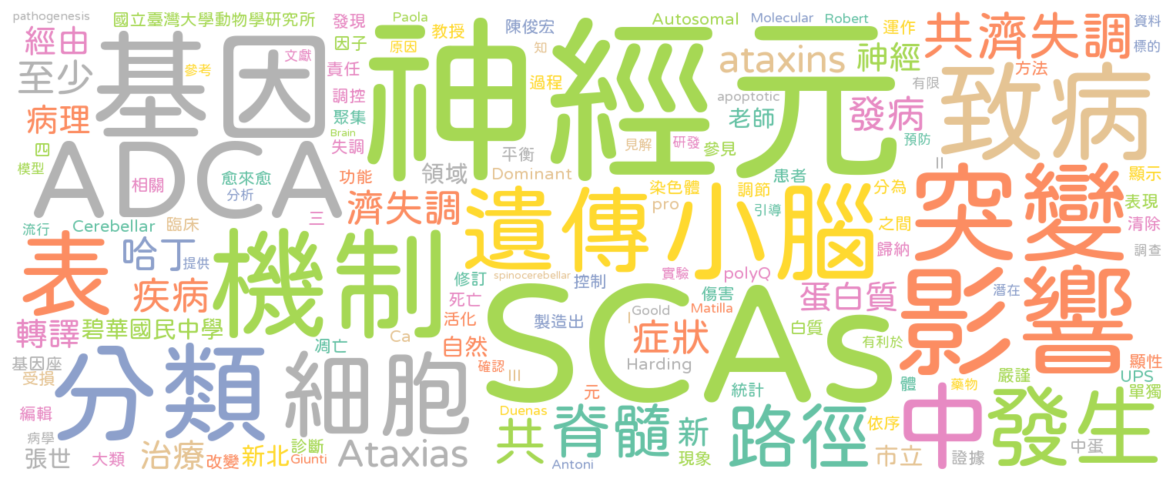 pathogenesis
國立臺灣大學動物學研究所
發現
Paola
教授
陳俊宏
Autosomal
Molecular
Robert
運作
共濟失調
資料
標的
經由
基因
文獻
因子
原因
神經元
知
ataxins
神經
方法
至少
參考
責任
過程
有限
致病
病理
調控
聚集
apoptotic
老師
發病
預防
四
Brain
失調
平衡
見解
研發
參見
II
模型
ADCA
相關
愈來愈
功能
領域
Dominant
染色體
調節
患者
分為
突變
顯示
分析
濟失調
遺傳
小腦
pro
引導
之間
表現
流行
Cerebellar
臨床
三
清除
表
哈丁
提供
機制
修訂
spinocerebellar
實驗
polyQ
歸納
調查
疾病
死亡
控制
傷害
蛋白質
影響
潛在
轉譯
碧華國民中學
活化
SCAs
製造出
I
Goold
Matilla
白質
有利於
基因座
凋亡
Ca
自然
症狀
顯性
受損
分類
細胞
確認
III
Harding
體
藥物
嚴謹
UPS
編輯
元
統計
單獨
Duenas
脊髓
新
路徑
依序
中
發生
病學
大類
治療
改變
新北
診斷
Giunti
Ataxias
共
現象
市立
證據
中蛋
張世
Antoni